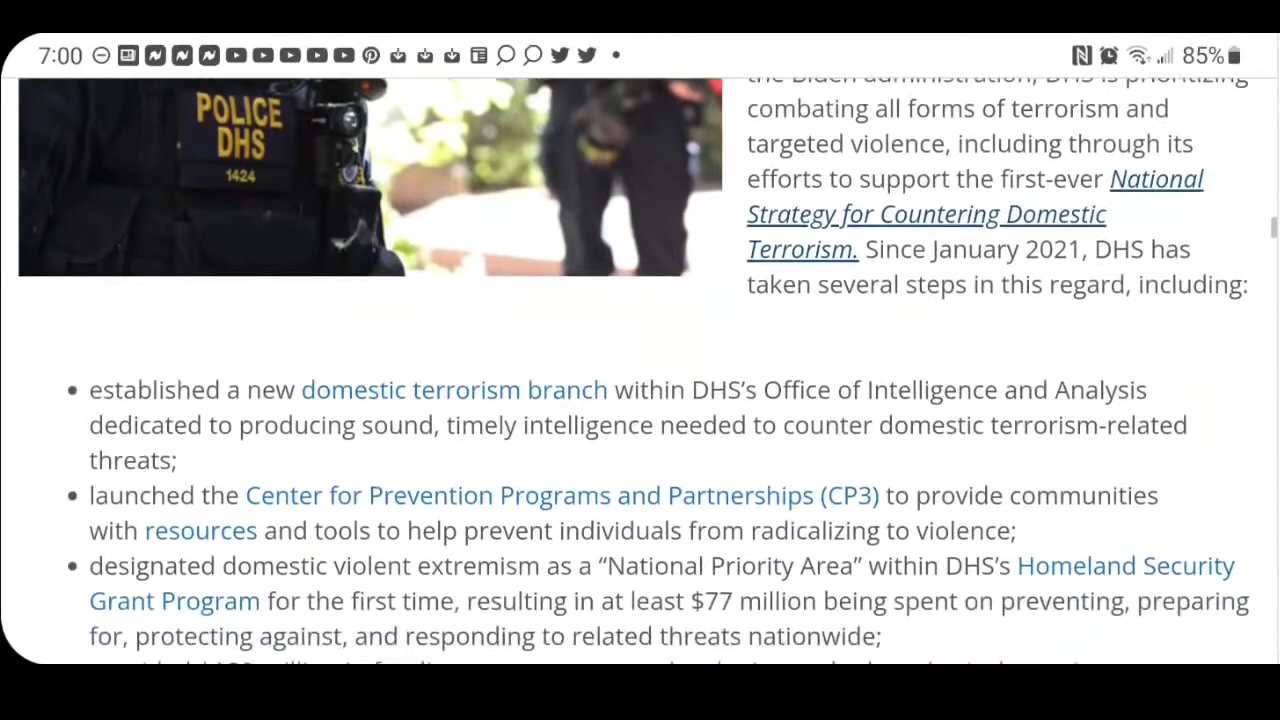 7:00
85%
POLICE
DHS
1424
the Biden administration, DHS is prioritizing
combating all forms of terrorism and
targeted violence, including through its
efforts to support the first-ever National
Strategy for Countering Domestic
Terrorism. Since January 2021, DHS has
taken several steps in this regard, including:
• established a new domestic terrorism branch within DHS’s Office of Intelligence and Analysis
dedicated to producing sound, timely intelligence needed to counter domestic terrorism-related
threats;
• launched the Center for Prevention Programs and Partnerships (CP3) to provide communities
with resources and tools to help prevent individuals from radicalizing to violence;
• designated domestic violent extremism as a “National Priority Area” within DHS’s Homeland Security
Grant Program for the first time, resulting in at least $77 million being spent on preventing, preparing
for, protecting against, and responding to related threats nationwide;